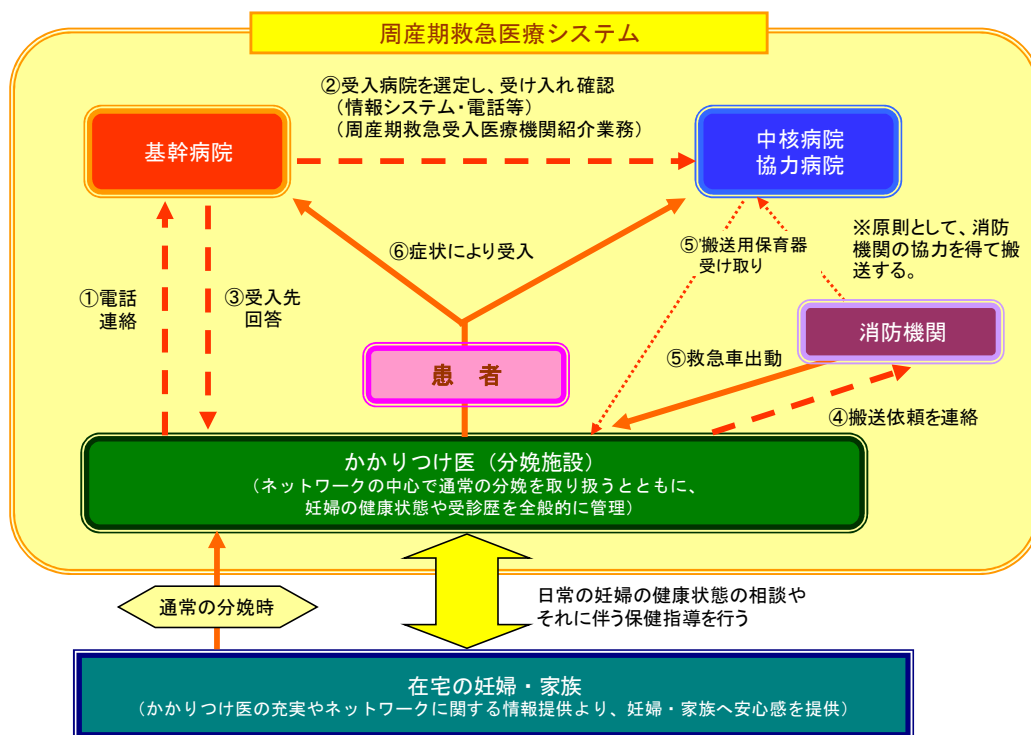 周産期救急医療システム
②受入病院を選定し、受け入れ確認
（情報システム・電話等）
（周産期救急受入医療機関紹介業務）
基幹病院
中核病院
協力病院
①電話
連絡
③受入先
回答
⑥症状により受入
⑤'搬送用保育器
受け取り
※原則として、消防
機関の協力を得て搬
送する。
消防機関
⑤救急車出動
④搬送依頼を連絡
患　者
かかりつけ医（分娩施設）
（ネットワークの中心で通常の分娩を取り扱うとともに、
妊婦の健康状態や受診歴を全般的に管理）
通常の分娩時
日常の妊婦の健康状態の相談や
それに伴う保健指導を行う
在宅の妊婦・家族
（かかりつけ医の充実やネットワークに関する情報提供より、妊婦・家族へ安心感を提供）